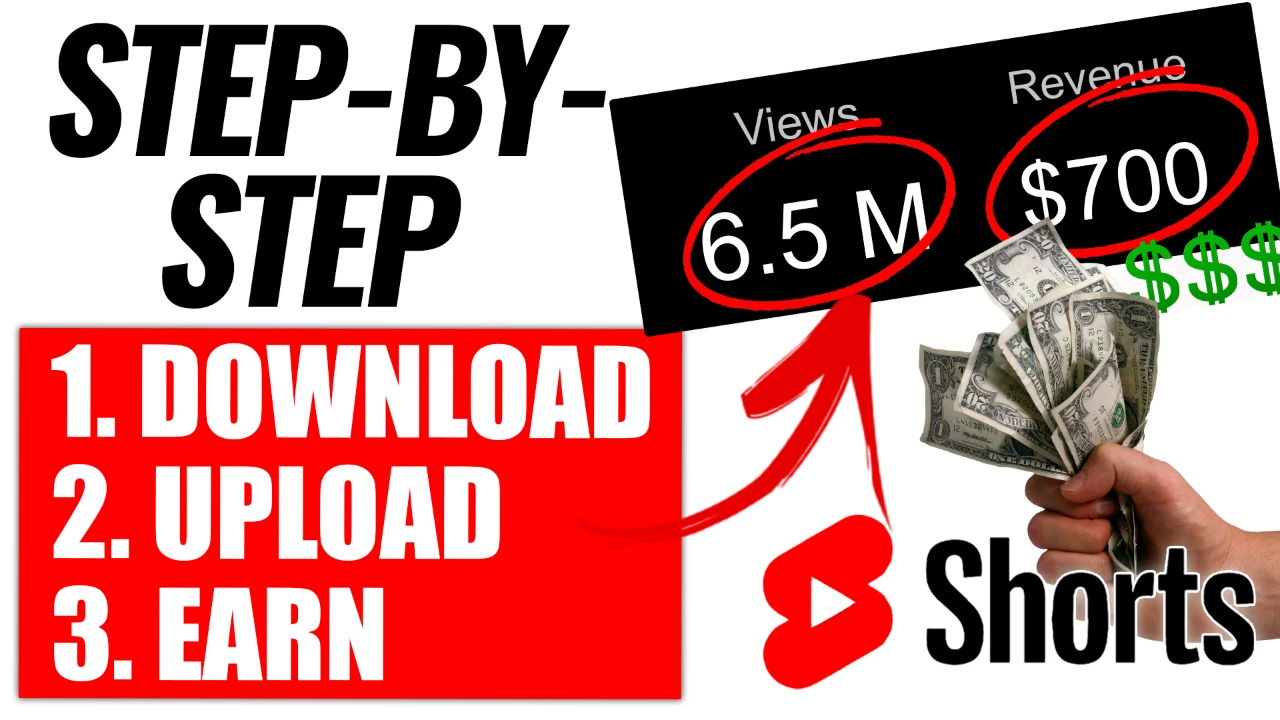 STEP-BY-
STEP
1. DOWNLOAD
2. UPLOAD
3. EARN
Views
Revenue
6.5 M
$700
$$$
Shorts